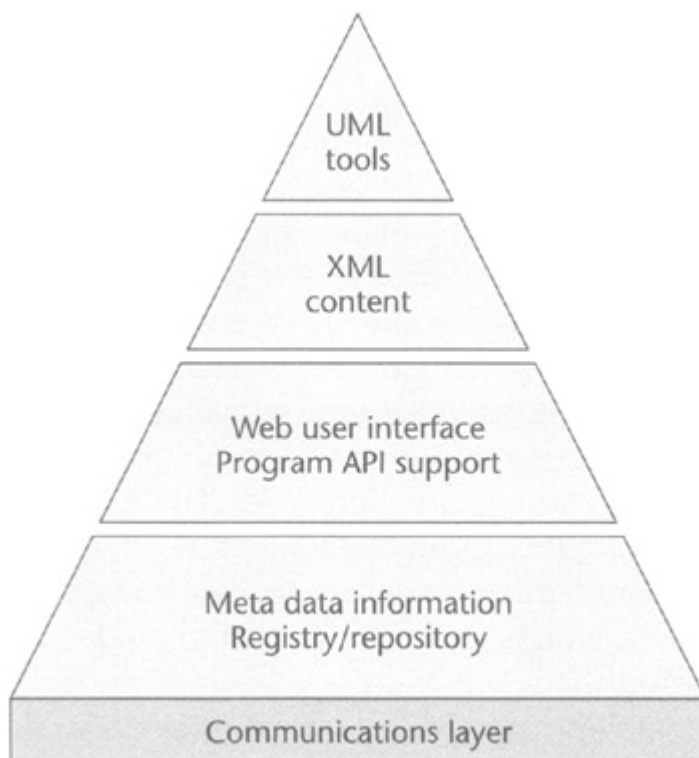 UML
tools
XML
content
Web user interface
Program API support
Meta data information
Registry/repository
Communications layer